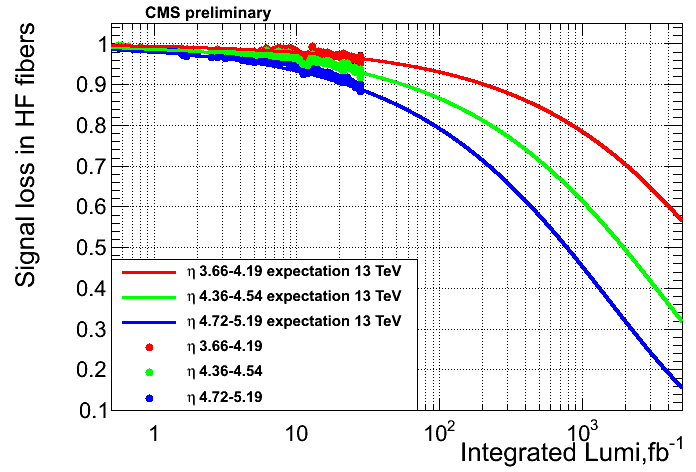 CMS preliminary
Signal loss in HF fibers
1
0.9
0.8
0.7
0.6
0.5
0.4
0.3
0.2
0.1
η 3.66-4.19 expectation 13 TeV
η 4.36-4.54 expectation 13 TeV
η 4.72-5.19 expectation 13 TeV
η 3.66-4.19
η 4.36-4.54
η 4.72-5.19
1 10 10² 10³
Integrated Lumi,fb⁻¹